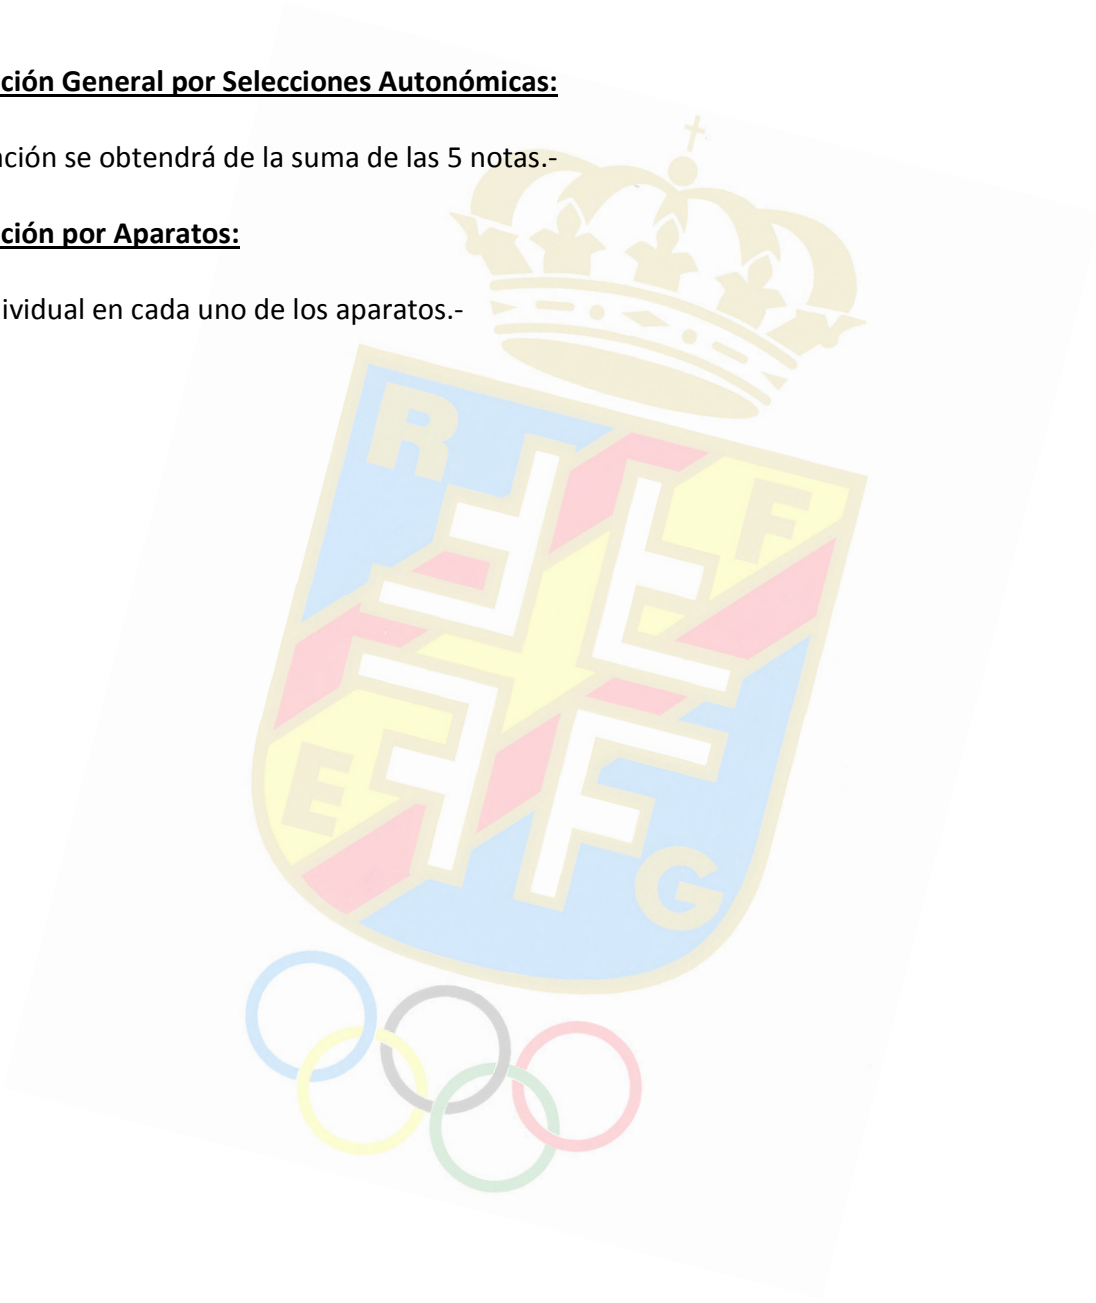 ción General por Selecciones Autonómicas:
ación se obtendrá de la suma de las 5 notas.-
ción por Aparatos:
ividual en cada uno de los aparatos.-
R
F
E
G